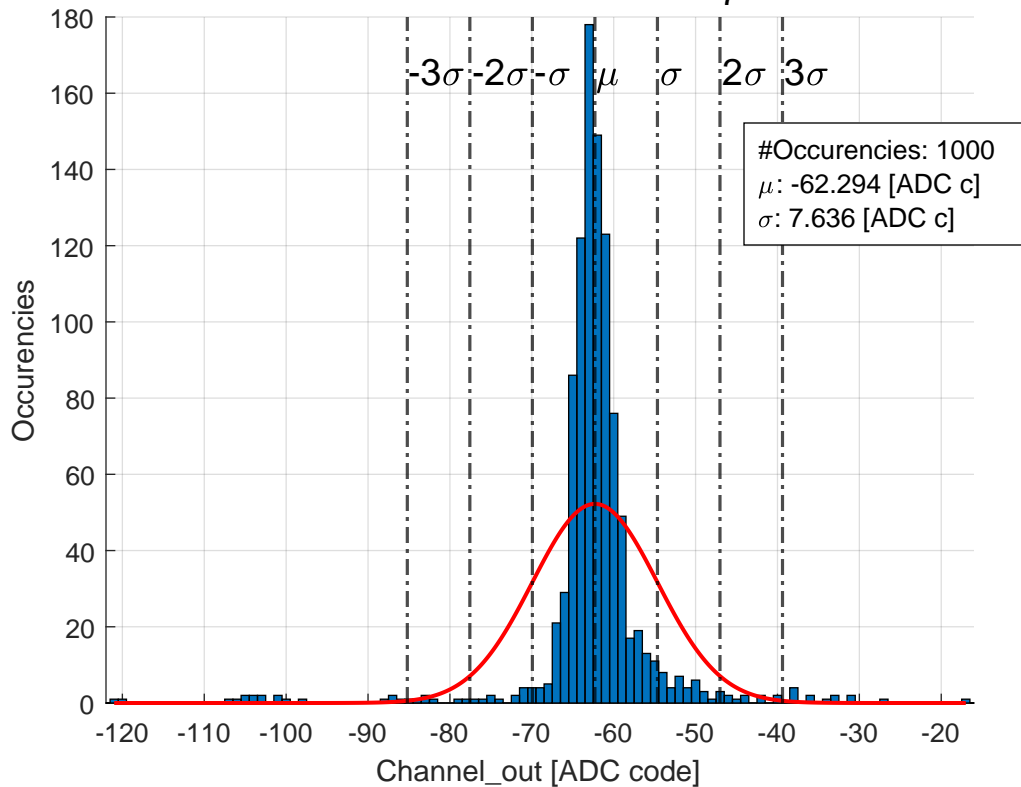 180
160
140
120
100
80
60
40
20
0
Occurencies
-3σ -2σ -σ μ σ 2σ 3σ
#Occurencies: 1000
μ: -62.294 [ADC c]
σ: 7.636 [ADC c]
-120 -110 -100 -90 -80 -70 -60 -50 -40 -30 -20
Channel_out [ADC code]